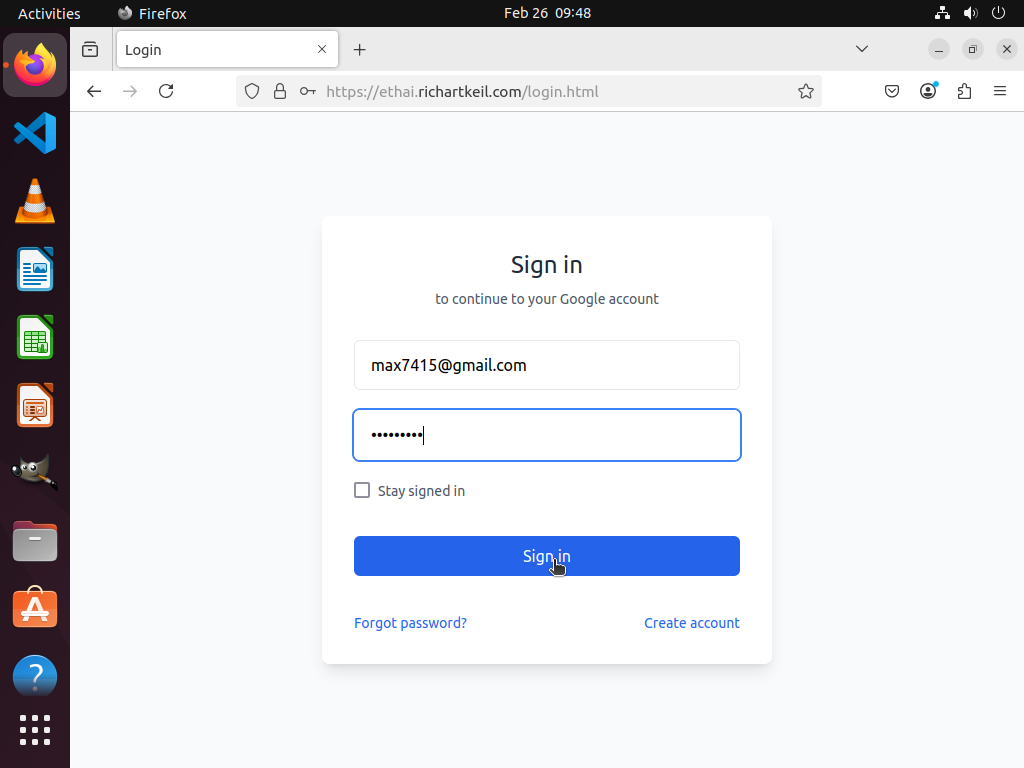 Activities
Firefox
Feb 26 09:48
Login
https://ethai.richartkeil.com/login.html
Sign in
to continue to your Google account
max7415@gmail.com
•••••••••
Stay signed in
Sign in
Forgot password?
Create account